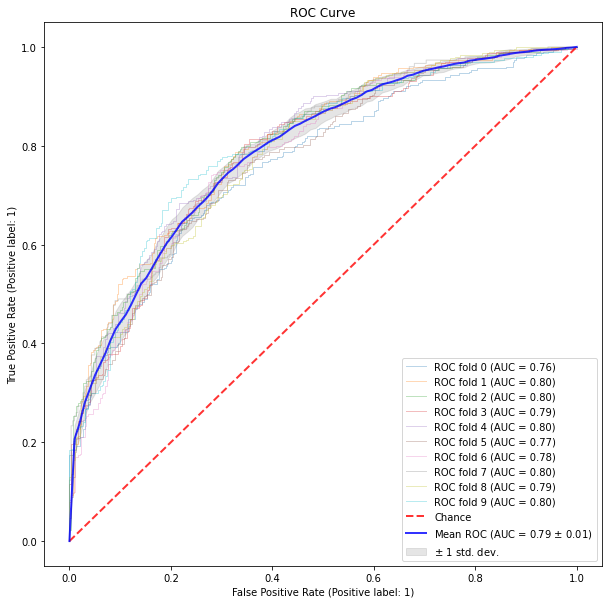 ROC Curve
True Positive Rate (Positive label: 1)
1.0
0.8
0.6
0.4
0.2
0.0
ROC fold 0 (AUC = 0.76)
ROC fold 1 (AUC = 0.80)
ROC fold 2 (AUC = 0.80)
ROC fold 3 (AUC = 0.79)
ROC fold 4 (AUC = 0.80)
ROC fold 5 (AUC = 0.77)
ROC fold 6 (AUC = 0.78)
ROC fold 7 (AUC = 0.80)
ROC fold 8 (AUC = 0.79)
ROC fold 9 (AUC = 0.80)
Chance
Mean ROC (AUC = 0.79 ± 0.01)
± 1 std. dev.
0.0 0.2 0.4 0.6 0.8 1.0
False Positive Rate (Positive label: 1)